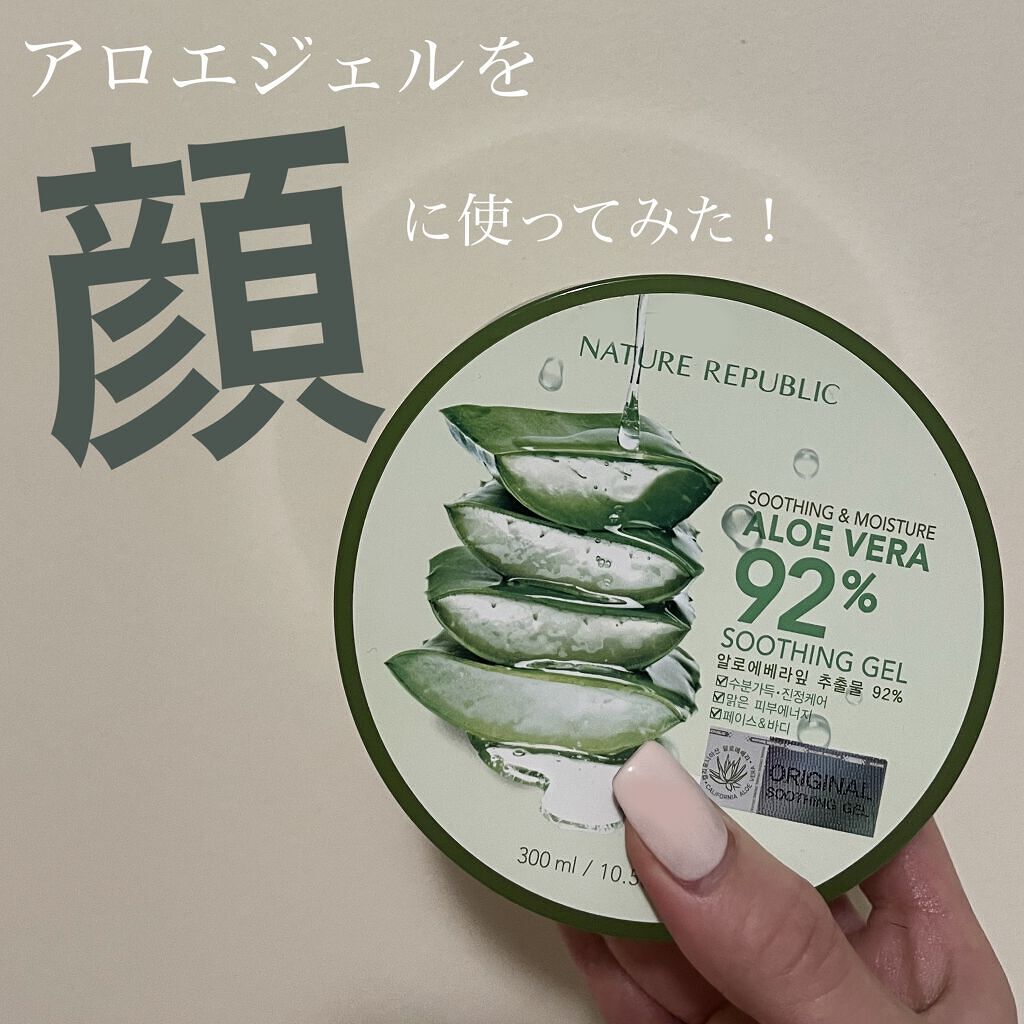 アロエジェルを
顔
に使ってみた！
NATURE REPUBLIC
SOOTHING & MOISTURE
ALOE VERA
92%
SOOTHING GEL
알로에베라잎 추출물 92%
☑수분가득·진정케어
☑맑은 피부에너지
☑페이스&바디
CALIFORNIA ALOE VERA
ORIGINAL
SOOTHING GEL
300 ml / 10.5